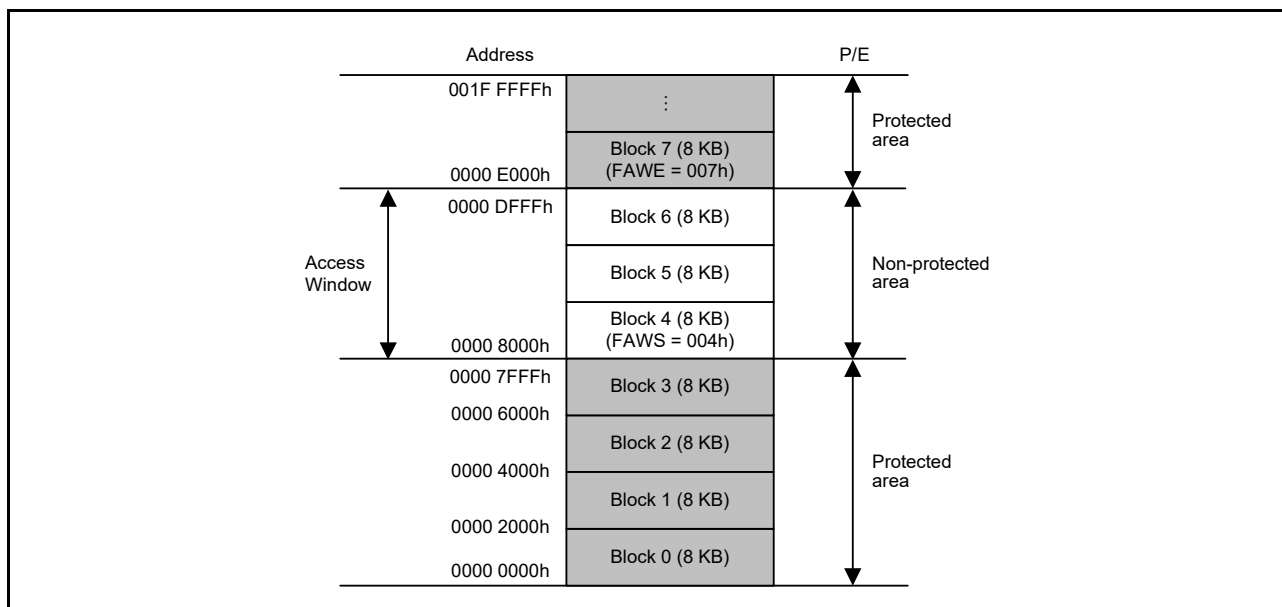 Address
P/E
001F FFFFh
⋮
Protected
area
Block 7 (8 KB)
(FAWE = 007h)
0000 E000h
0000 DFFFh
Block 6 (8 KB)
Access
Window
Block 5 (8 KB)
Non-protected
area
Block 4 (8 KB)
(FAWS = 004h)
0000 8000h
0000 7FFFh
Block 3 (8 KB)
0000 6000h
Block 2 (8 KB)
0000 4000h
Protected
area
Block 1 (8 KB)
0000 2000h
Block 0 (8 KB)
0000 0000h